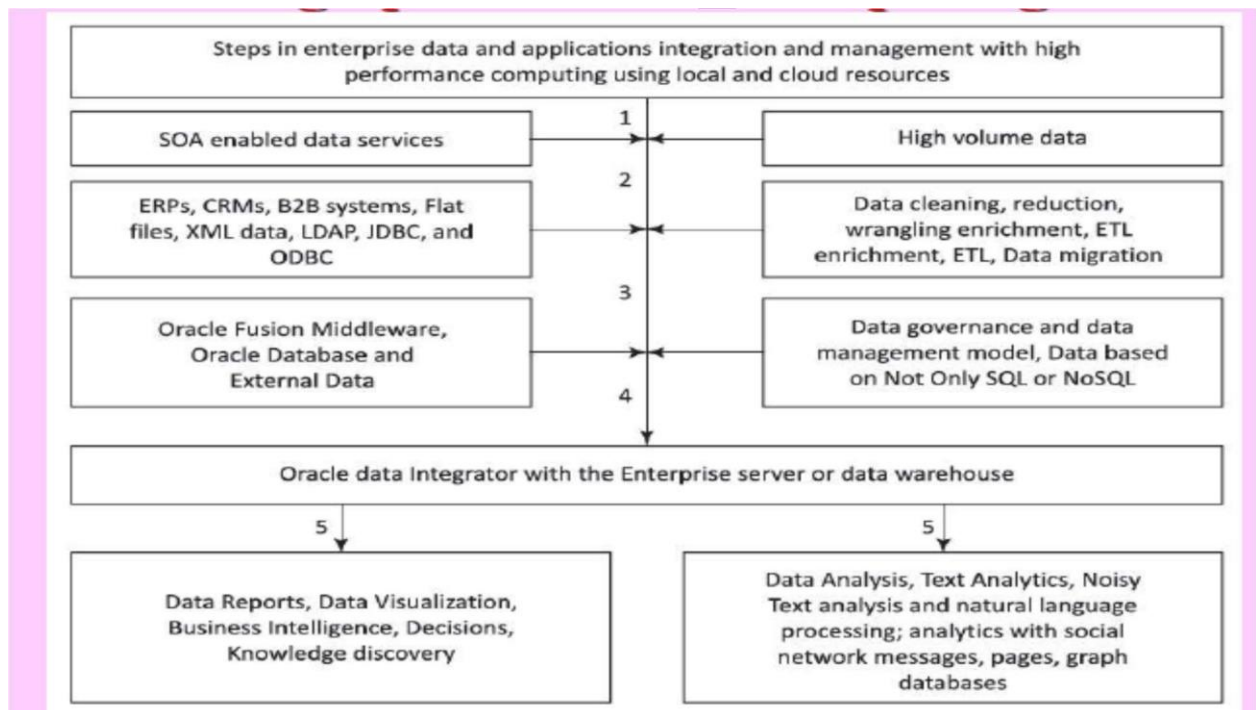 Steps in enterprise data and applications integration and management with high
performance computing using local and cloud resources
1
SOA enabled data services
High volume data
2
ERPs, CRMs, B2B systems, Flat
files, XML data, LDAP, JDBC, and
ODBC
Data cleaning, reduction,
wrangling enrichment, ETL
enrichment, ETL, Data migration
3
Oracle Fusion Middleware,
Oracle Database and
External Data
Data governance and data
management model, Data based
on Not Only SQL or NoSQL
4
Oracle data Integrator with the Enterprise server or data warehouse
5
5
Data Reports, Data Visualization,
Business Intelligence, Decisions,
Knowledge discovery
Data Analysis, Text Analytics, Noisy
Text analysis and natural language
processing; analytics with social
network messages, pages, graph
databases